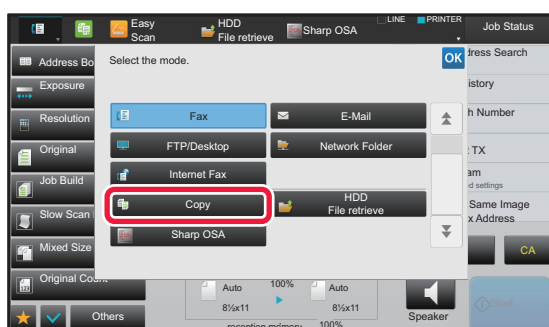 Easy
Scan
HDD
File retrieve
Sharp OSA
LINE
PRINTER
Job Status
Address Bo
Select the mode.
OK
dress Search
Exposure
istory
Resolution
Fax
E-Mail
h Number
Original
FTP/Desktop
Network Folder
TX
Job Build
Internet Fax
am
d settings
Slow Scan
Copy
HDD
File retrieve
Same Image
x Address
Mixed Size
Sharp OSA
CA
Original Count
Auto
100%
Auto
8½x11
8½x11
Speaker
Start
Others
reception memory
100%